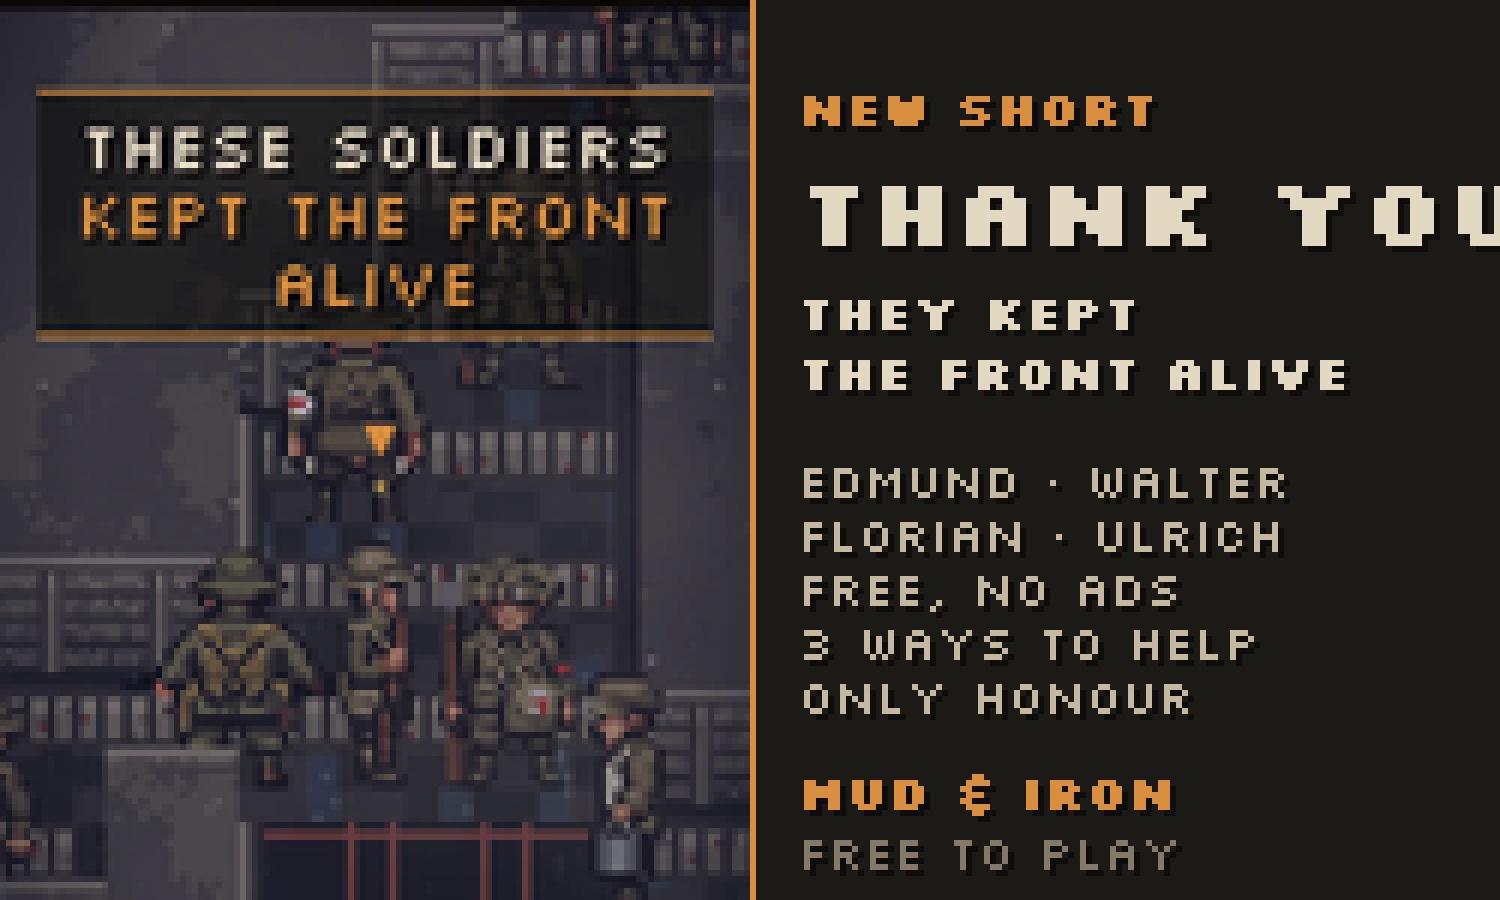 THESE SOLDIERS
KEPT THE FRONT
ALIVE
NEW SHORT
THANK YOU
THEY KEPT
THE FRONT ALIVE
EDMUND · WALTER
FLORIAN · ULRICH
FREE, NO ADS
3 WAYS TO HELP
ONLY HONOUR
MUD & IRON
FREE TO PLAY